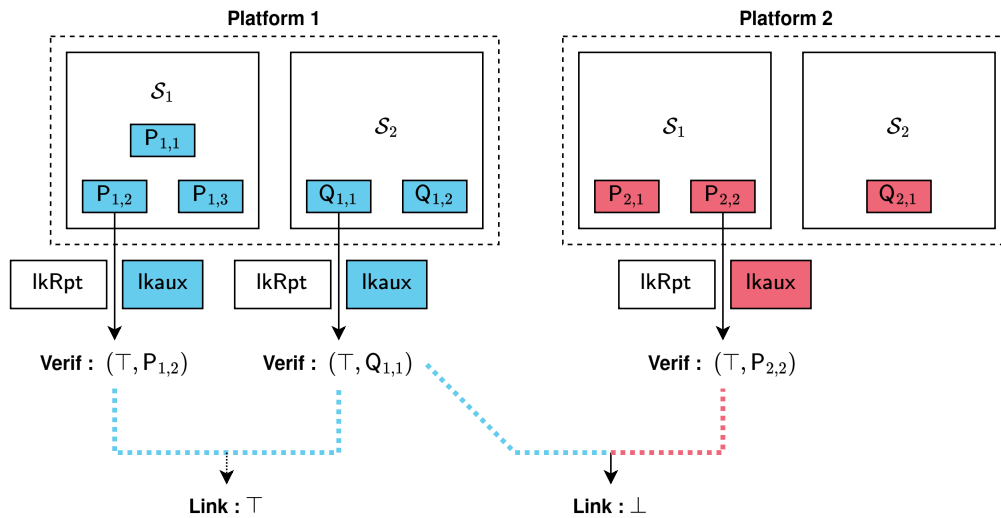 Platform 1
Platform 2
𝒮₁
𝒮₂
𝒮₁
𝒮₂
P₁,₁
P₁,₂
P₁,₃
Q₁,₁
Q₁,₂
P₂,₁
P₂,₂
Q₂,₁
lkRpt
lkaux
lkRpt
lkaux
lkRpt
lkaux
Verif : (⊤, P₁,₂)
Verif : (⊤, Q₁,₁)
Verif : (⊤, P₂,₂)
Link : ⊤
Link : ⊥